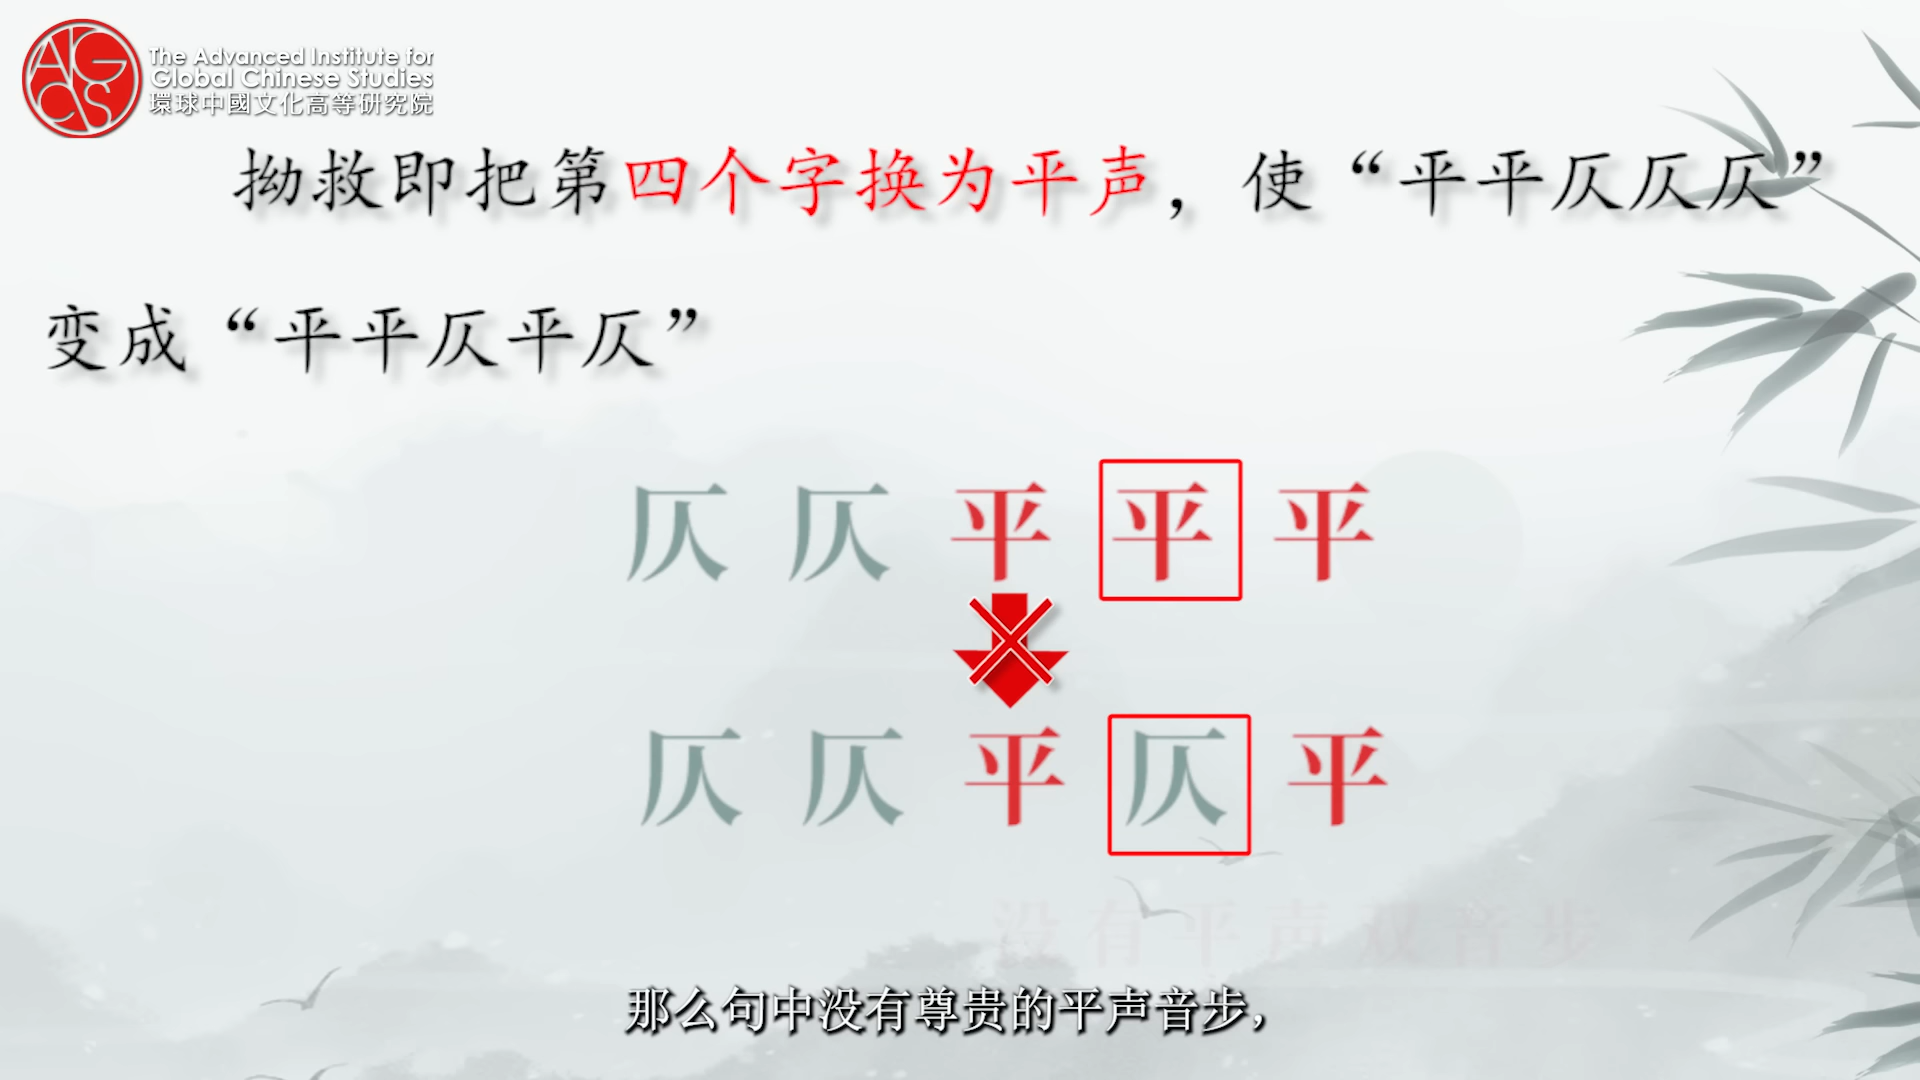 The Advanced Institute for
Global Chinese Studies
環球中國文化高等研究院
拗救即把第四个字换为平声，使“平平仄仄仄”
变成“平平仄平仄”
仄仄平平平
仄仄平仄平
没有平声双音步
那么句中没有尊贵的平声音步，